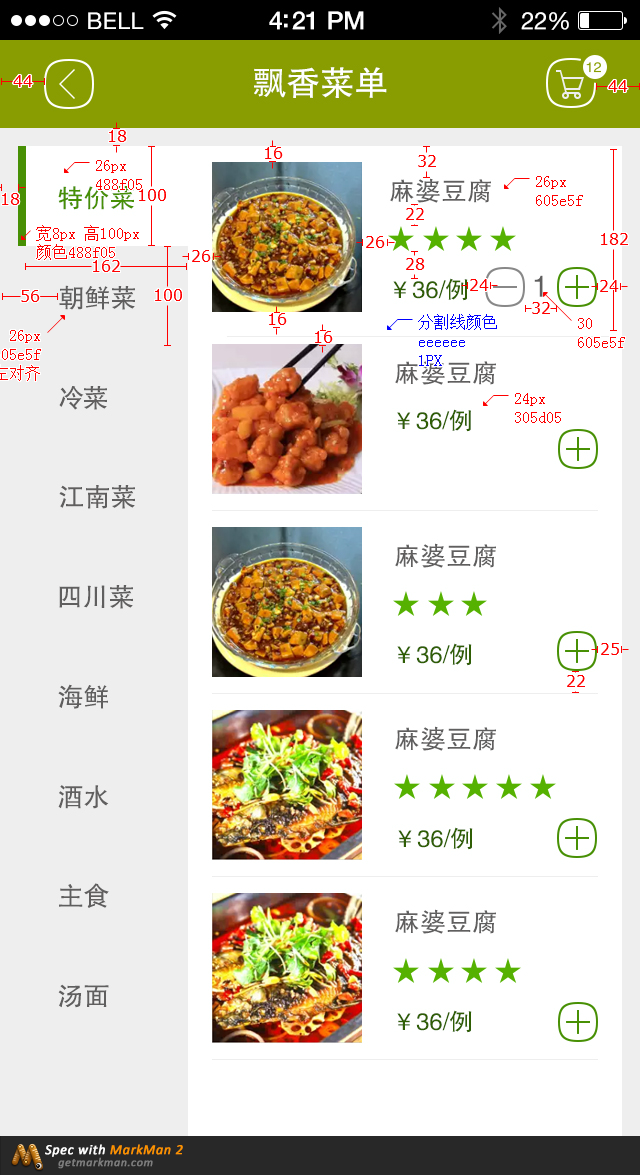 BELL 4:21 PM 22%
44 飘香菜单 12 44
18
16
32
26px
488f05
特价菜
100
18
麻婆豆腐
26px
605e5f
22
182
宽8px 高100px
颜色488f05
26
26
28
162
56
朝鲜菜
100
¥36/例
24
1
24
32
26px
05e5f
左对齐
16
16
分割线颜色
eeeeee
1PX
30
605e5f
麻婆豆腐
冷菜
24px
305d05
¥36/例
江南菜
麻婆豆腐
四川菜
¥36/例
25
22
海鲜
麻婆豆腐
酒水
¥36/例
主食
麻婆豆腐
汤面
¥36/例
Spec with MarkMan 2
getmarkman.com